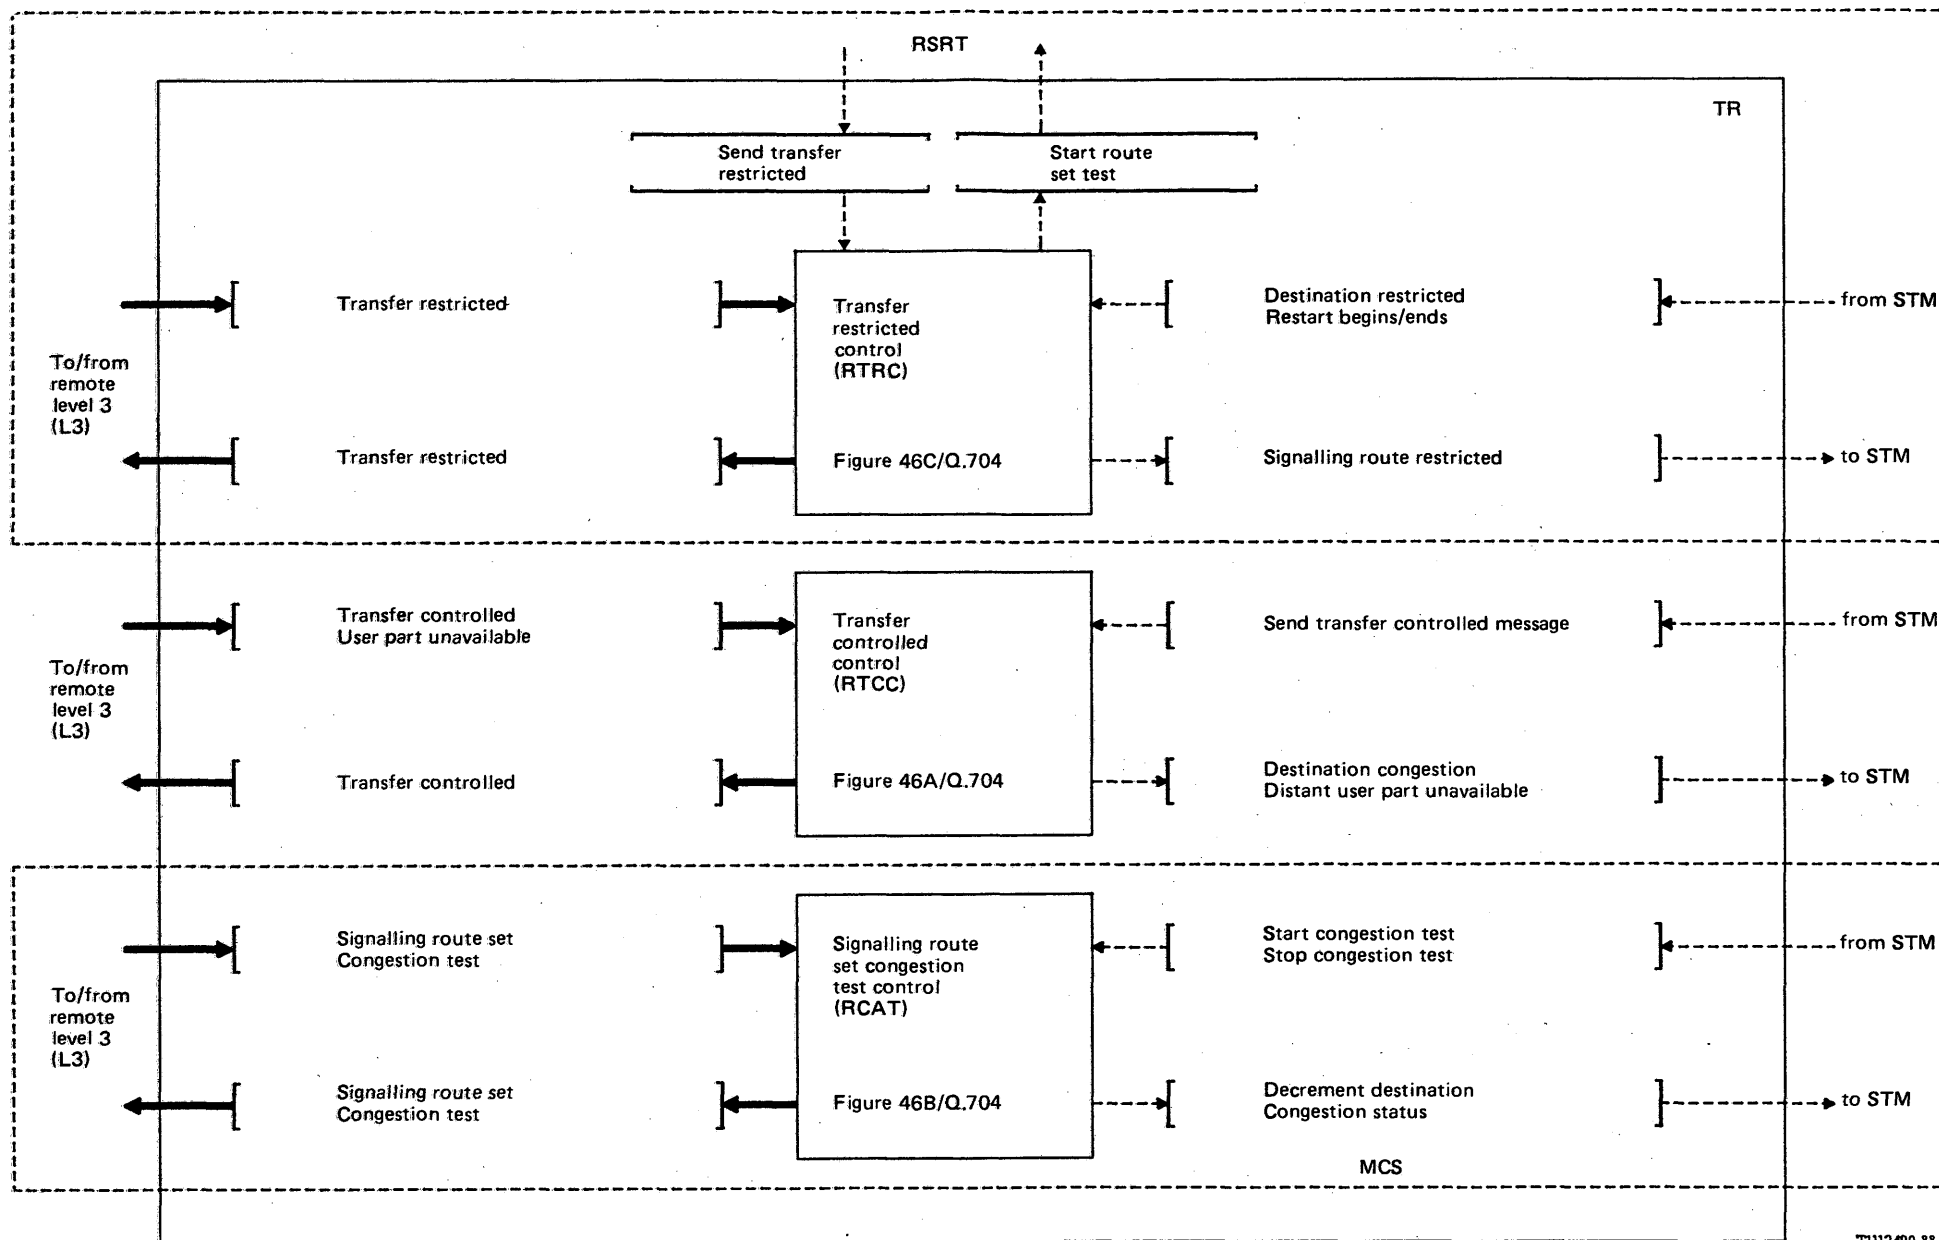 RSRT
TR
Send transfer
restricted
Start route
set test
Transfer restricted
Transfer
restricted
control
(RTRC)
Destination restricted
Restart begins/ends
from STM
To/from
remote
level 3
(L3)
Transfer restricted
Figure 46C/Q.704
Signalling route restricted
to STM
Transfer controlled
User part unavailable
Transfer
controlled
control
(RTCC)
Send transfer controlled message
from STM
To/from
remote
level 3
(L3)
Transfer controlled
Figure 46A/Q.704
Destination congestion
Distant user part unavailable
to STM
Signalling route set
Congestion test
Signalling route
set congestion
test control
(RCAT)
Start congestion test
Stop congestion test
from STM
To/from
remote
level 3
(L3)
Signalling route set
Congestion test
Figure 46B/Q.704
Decrement destination
Congestion status
to STM
MCS